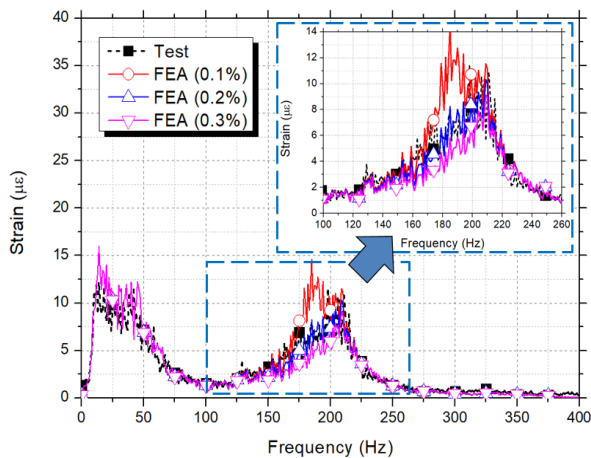 40
35
30
25
20
15
10
5
0
Strain (με)
0
50
100
150
200
250
300
350
400
Frequency (Hz)
Test
FEA (0.1%)
FEA (0.2%)
FEA (0.3%)
14
12
10
8
6
4
2
0
Strain (με)
100 120 140 160 180 200 220 240 260
Frequency (Hz)